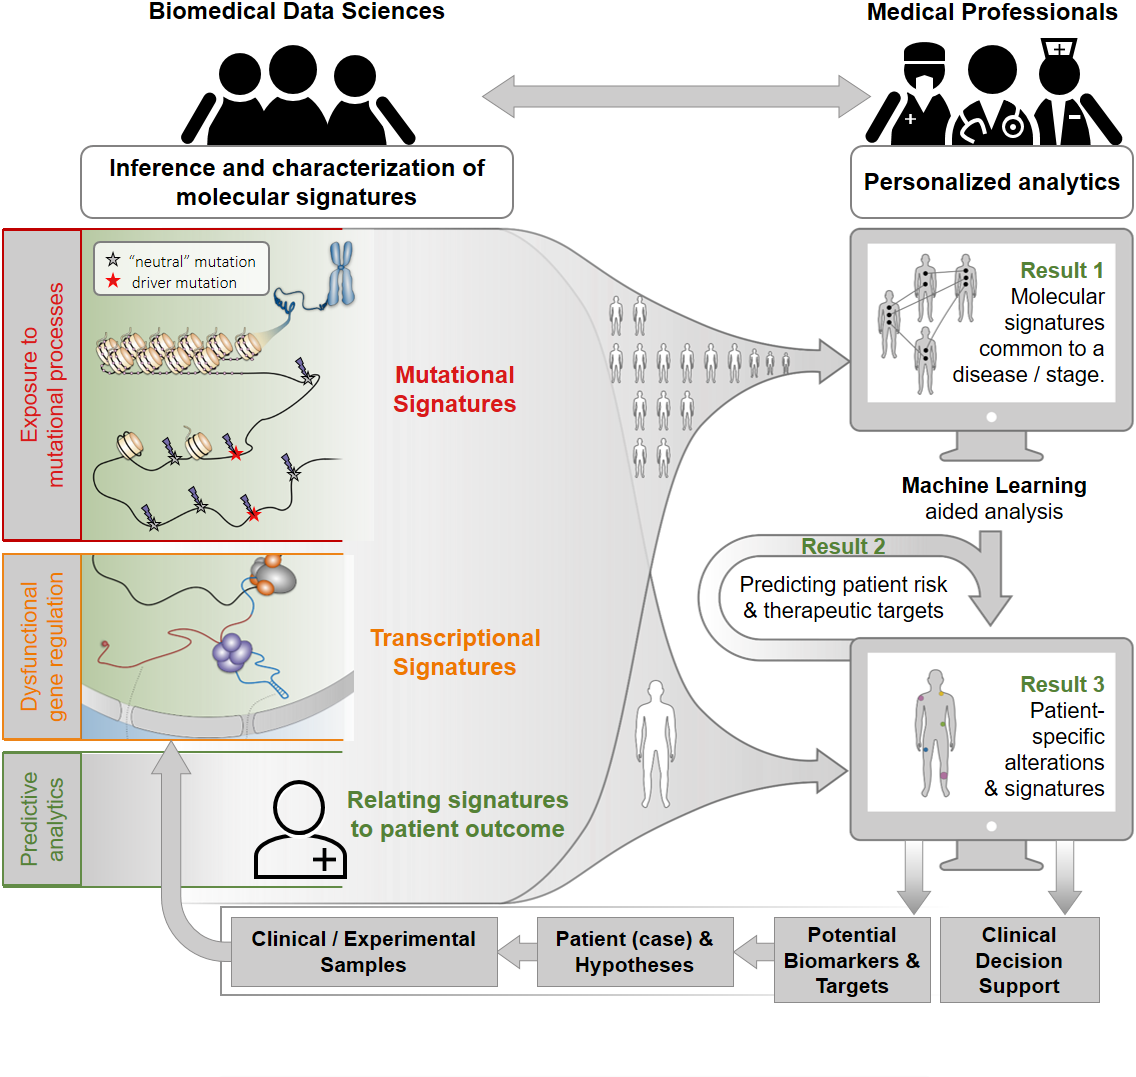 Biomedical Data Sciences
Medical Professionals
Inference and characterization of
molecular signatures
Personalized analytics
Exposure to
mutational processes
“neutral” mutation
driver mutation
Mutational
Signatures
Result 1
Molecular
signatures
common to a
disease / stage.
Machine Learning
aided analysis
Result 2
Predicting patient risk
& therapeutic targets
Dysfunctional
gene regulation
Transcriptional
Signatures
Result 3
Patient-
specific
alterations
& signatures
Predictive
analytics
Relating signatures
to patient outcome
Clinical / Experimental
Samples
Patient (case) &
Hypotheses
Potential
Biomarkers &
Targets
Clinical
Decision
Support